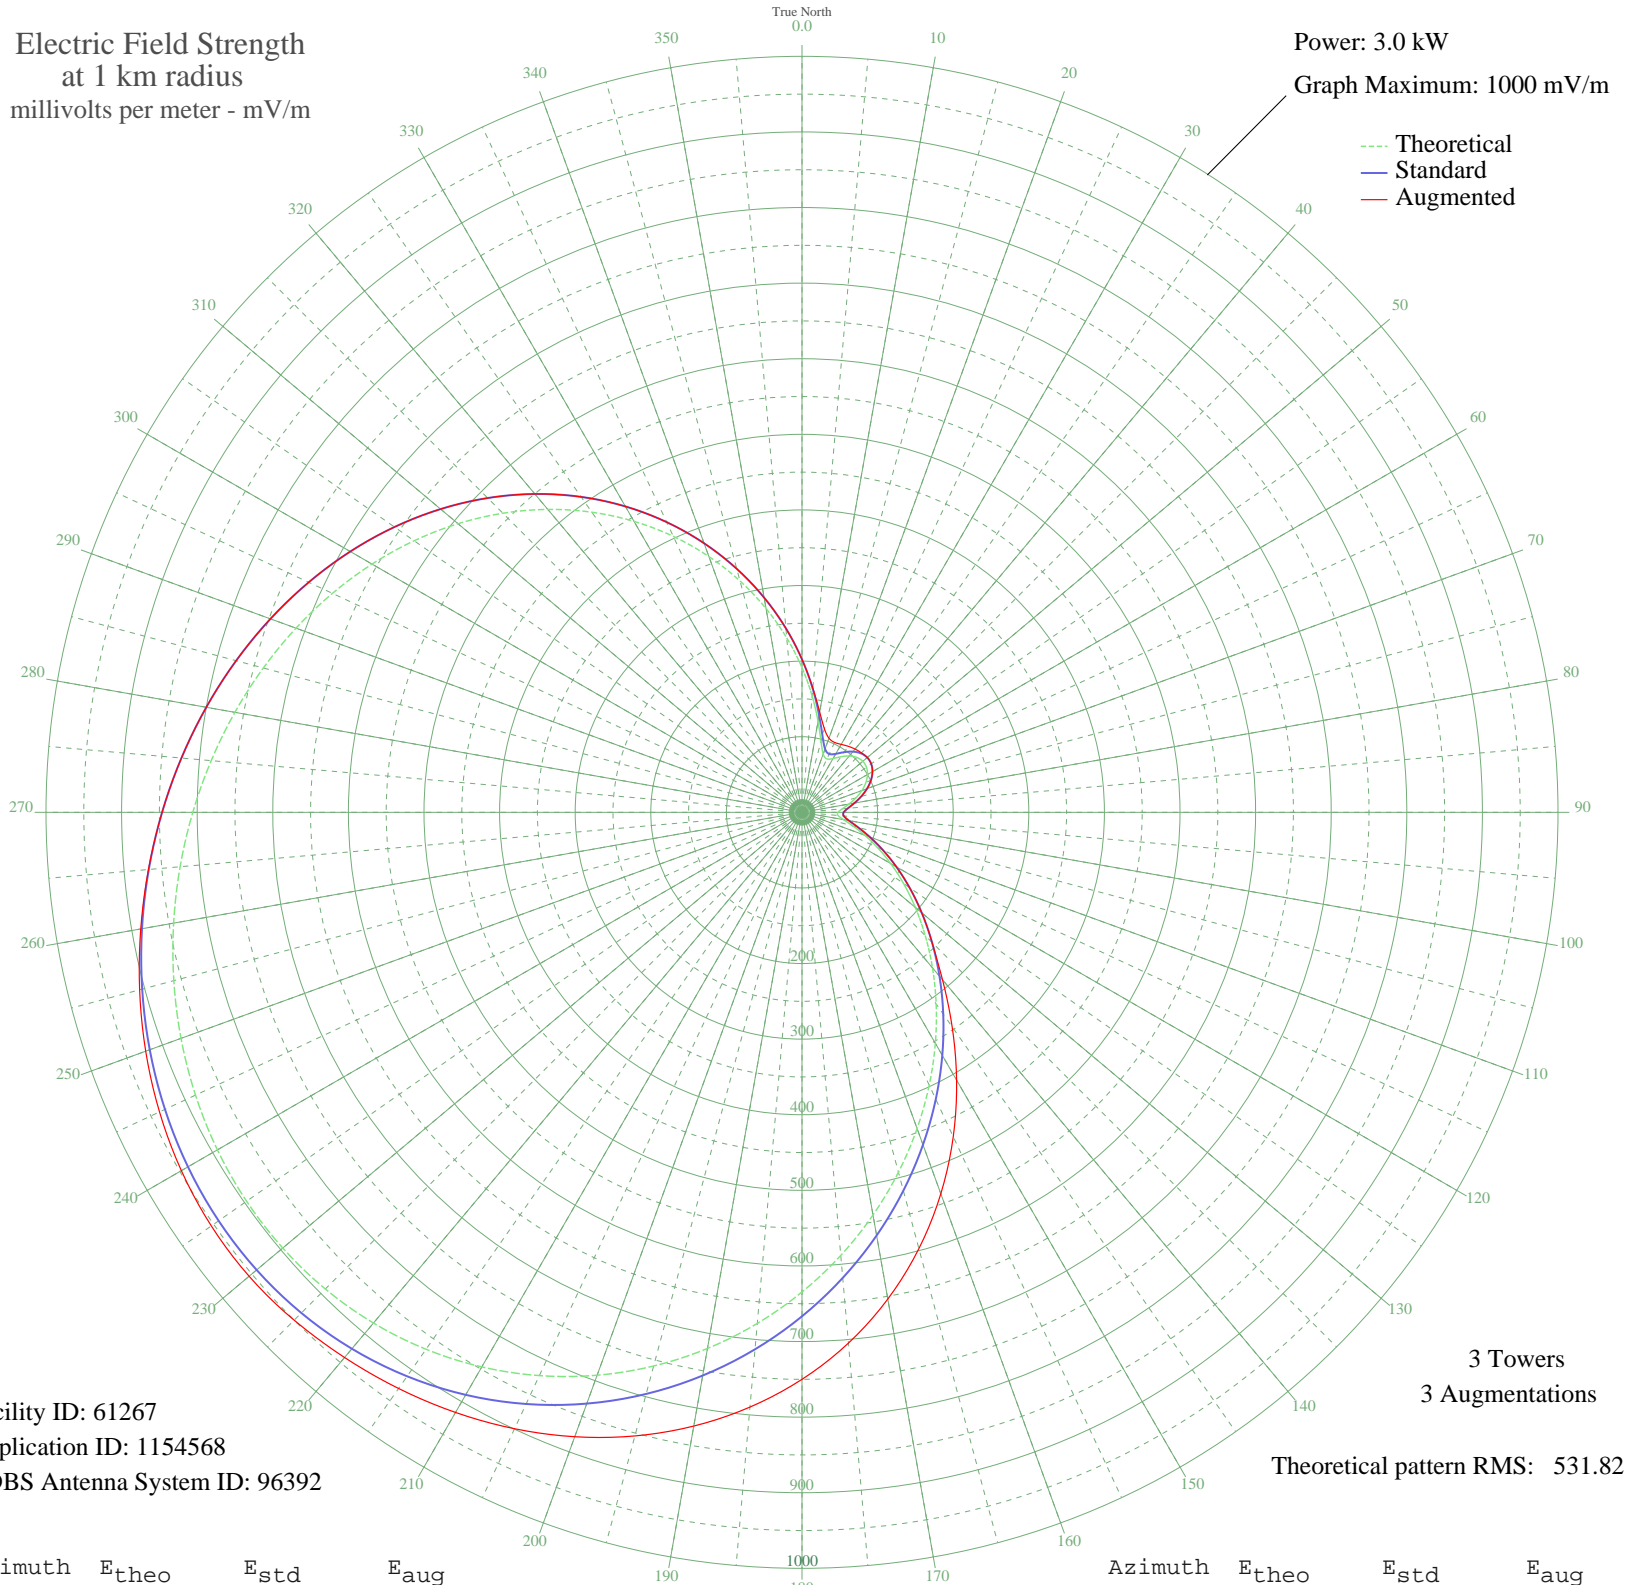 True North
0.0
Electric Field Strength
at 1 km radius
millivolts per meter - mV/m
Power: 3.0 kW
Graph Maximum: 1000 mV/m
Theoretical
Standard
Augmented
10
20
30
40
50
60
70
80
90
100
110
120
130
140
150
160
170
190
200
210
220
230
240
250
260
270
280
290
300
310
320
330
340
350
200
300
400
500
600
700
800
900
1000
3 Towers
3 Augmentations
Theoretical pattern RMS: 531.82
cility ID: 61267
plication ID: 1154568
DBS Antenna System ID: 96392
imuth Etheo Estd Eaug
Azimuth Etheo Estd Eaug